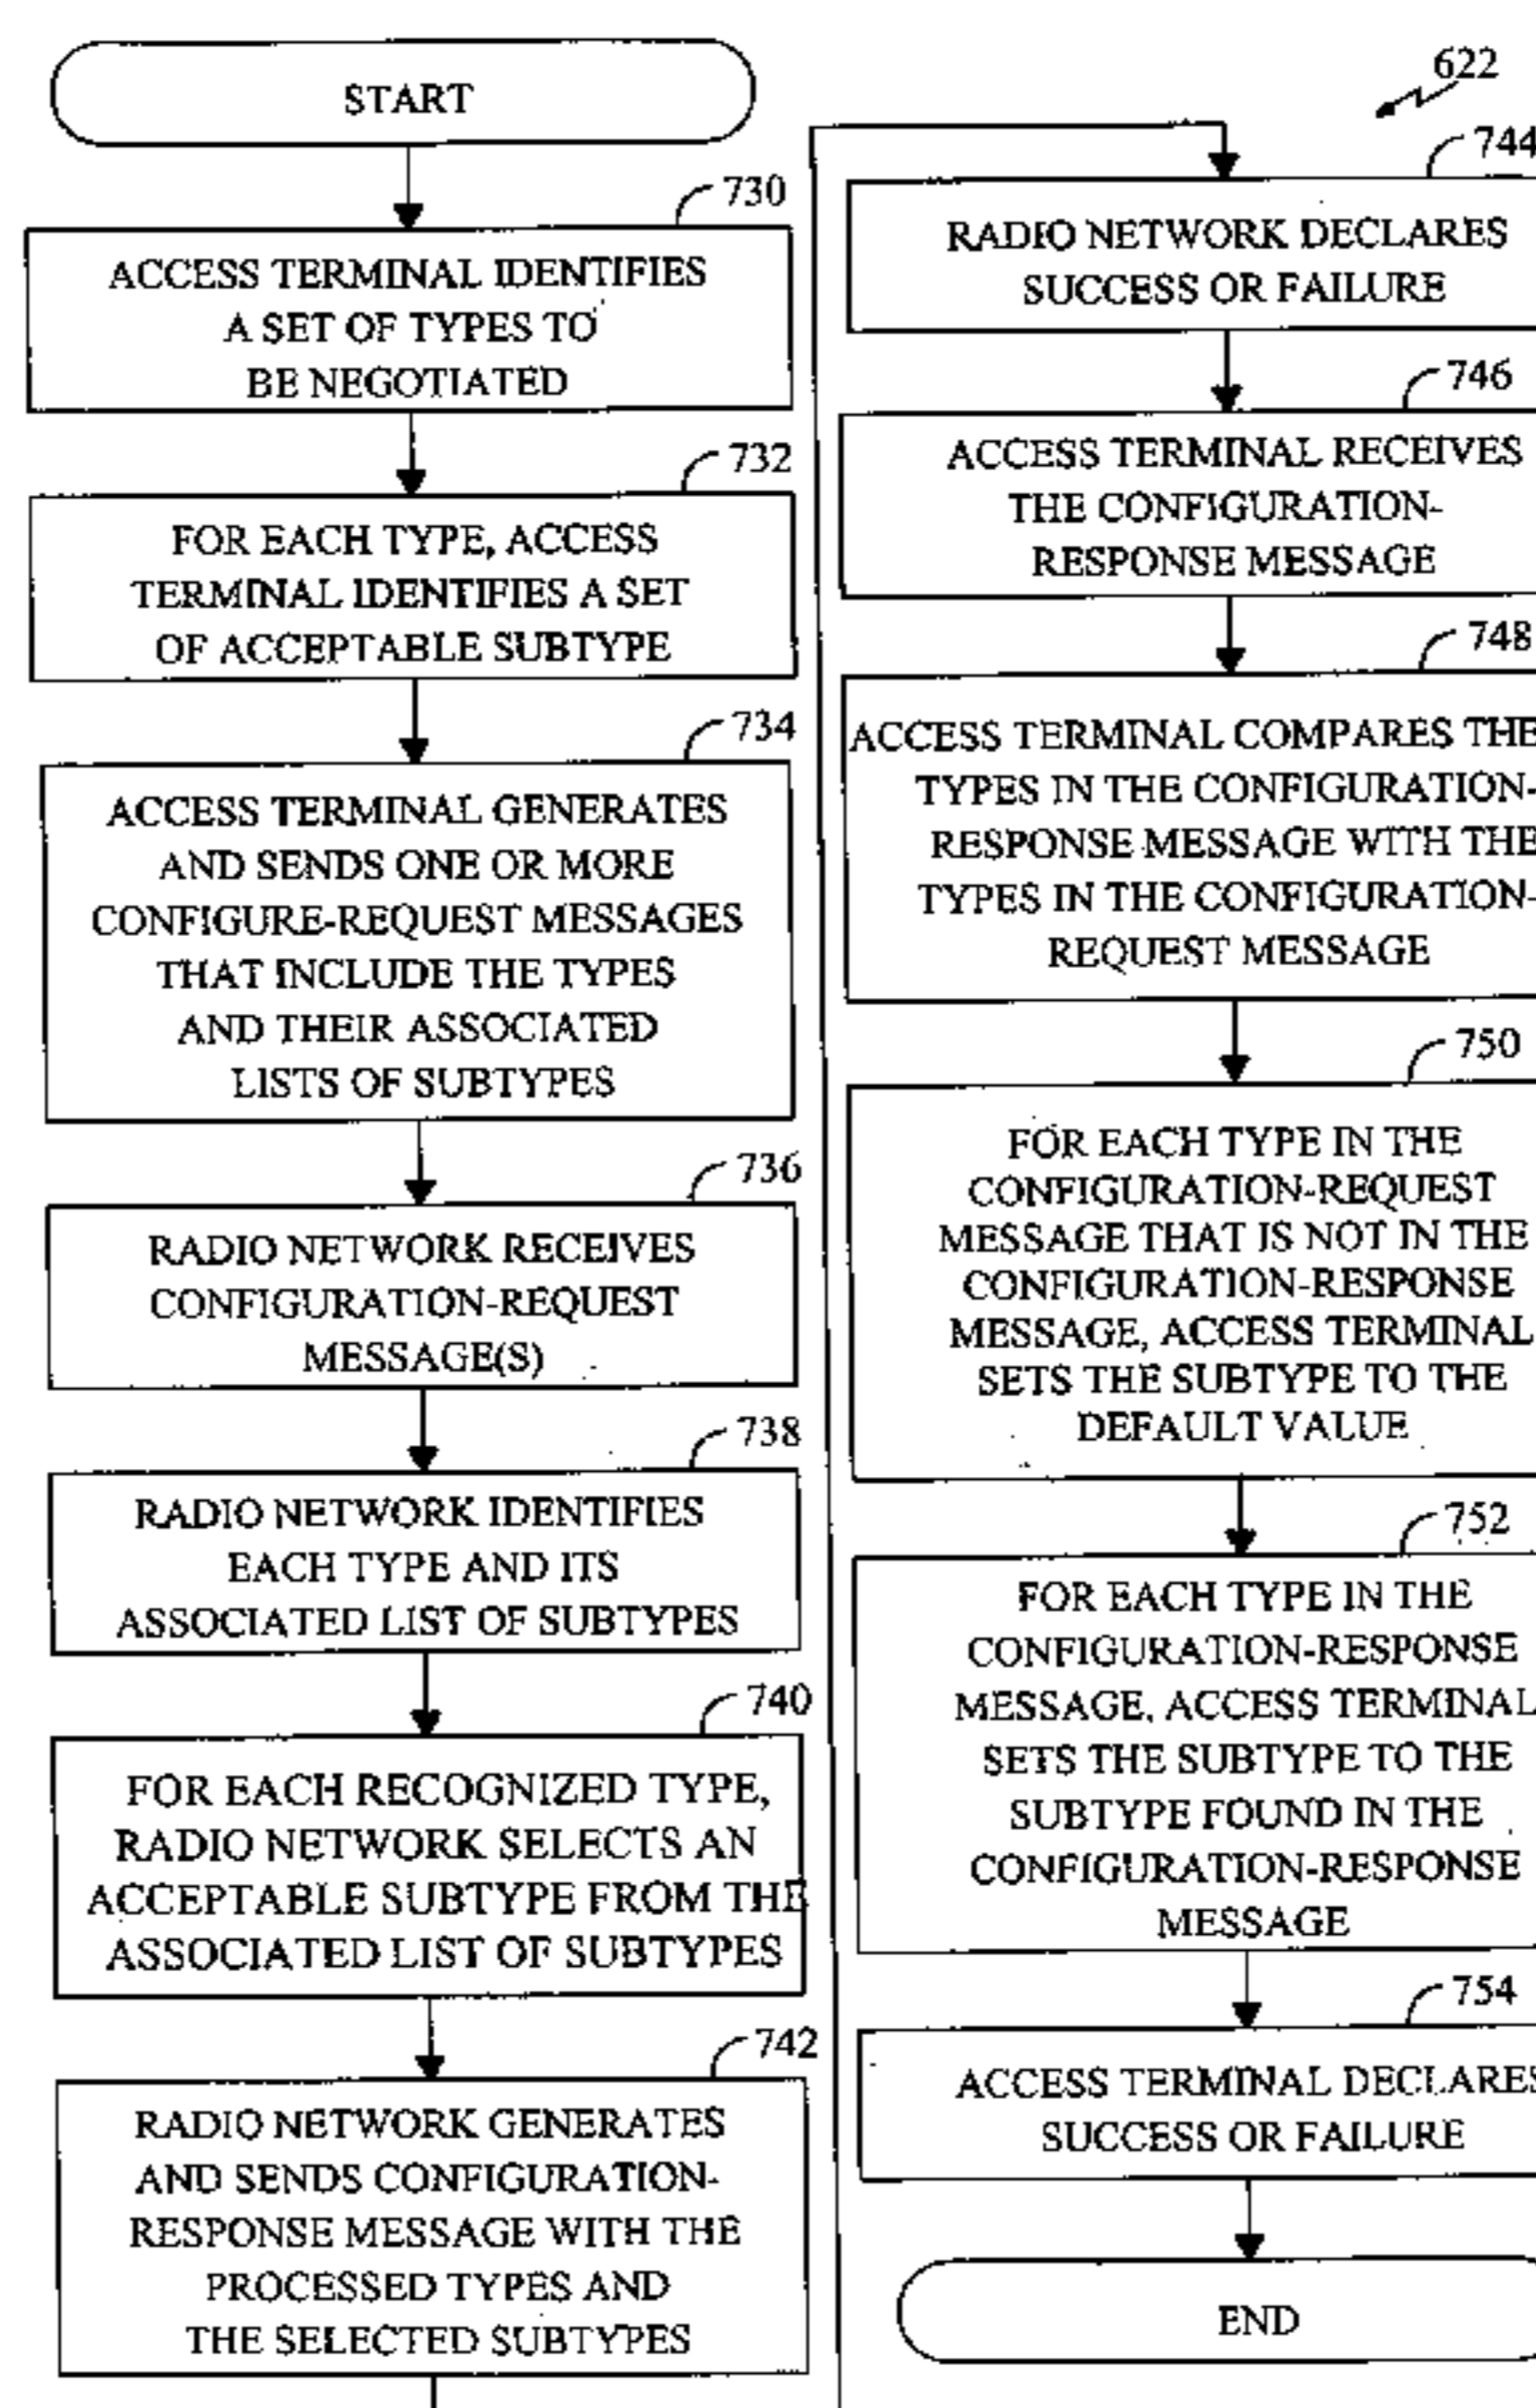 START
730
ACCESS TERMINAL IDENTIFIES
A SET OF TYPES TO
BE NEGOTIATED
732
FOR EACH TYPE, ACCESS
TERMINAL IDENTIFIES A SET
OF ACCEPTABLE SUBTYPE
734
ACCESS TERMINAL GENERATES
AND SENDS ONE OR MORE
CONFIGURE-REQUEST MESSAGES
THAT INCLUDE THE TYPES
AND THEIR ASSOCIATED
LISTS OF SUBTYPES
736
RADIO NETWORK RECEIVES
CONFIGURATION-REQUEST
MESSAGE(S)
738
RADIO NETWORK IDENTIFIES
EACH TYPE AND ITS
ASSOCIATED LIST OF SUBTYPES
740
FOR EACH RECOGNIZED TYPE,
RADIO NETWORK SELECTS AN
ACCEPTABLE SUBTYPE FROM THE
ASSOCIATED LIST OF SUBTYPES
742
RADIO NETWORK GENERATES
AND SENDS CONFIGURATION-
RESPONSE MESSAGE WITH THE
PROCESSED TYPES AND
THE SELECTED SUBTYPES
622
744
RADIO NETWORK DECLARES
SUCCESS OR FAILURE
746
ACCESS TERMINAL RECEIVES
THE CONFIGURATION-
RESPONSE MESSAGE
748
ACCESS TERMINAL COMPARES THE
TYPES IN THE CONFIGURATION-
RESPONSE MESSAGE WITH THE
TYPES IN THE CONFIGURATION-
REQUEST MESSAGE
750
FOR EACH TYPE IN THE
CONFIGURATION-REQUEST
MESSAGE THAT IS NOT IN THE
CONFIGURATION-RESPONSE
MESSAGE, ACCESS TERMINAL
SETS THE SUBTYPE TO THE
DEFAULT VALUE
752
FOR EACH TYPE IN THE
CONFIGURATION-RESPONSE
MESSAGE, ACCESS TERMINAL
SETS THE SUBTYPE TO THE
SUBTYPE FOUND IN THE
CONFIGURATION-RESPONSE
MESSAGE
754
ACCESS TERMINAL DECLARES
SUCCESS OR FAILURE
END